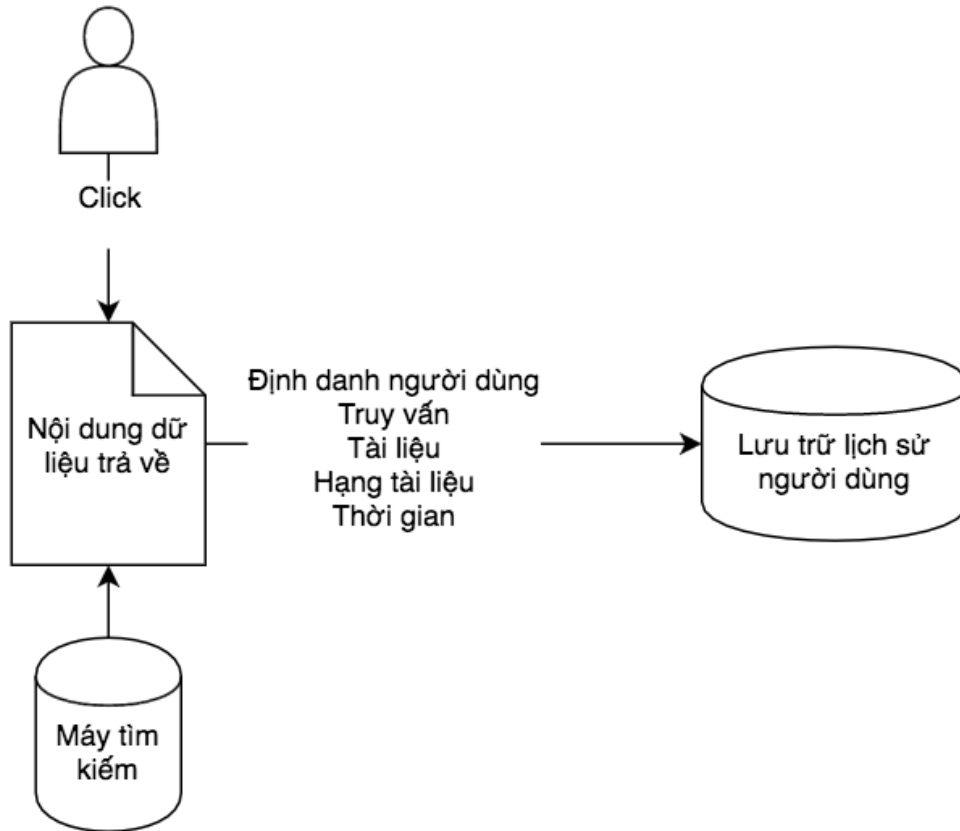 Click
Nội dung dữ
liệu trả về
Định danh người dùng
Truy vấn
Tài liệu
Hạng tài liệu
Thời gian
Lưu trữ lịch sử
người dùng
Máy tìm
kiếm